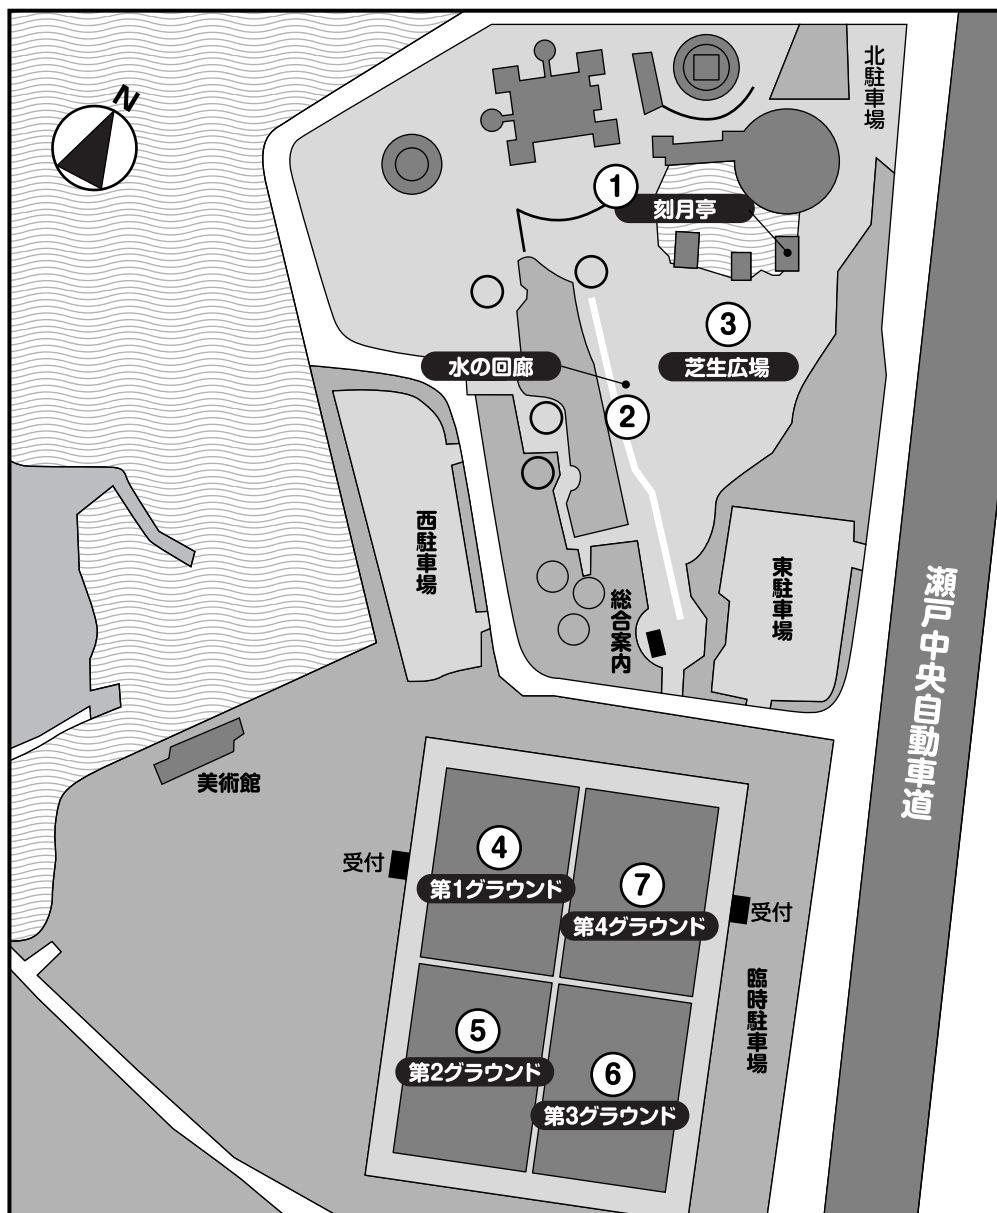 N
北駐車場
1
刻月亭
3
芝生広場
水の回廊
2
西駐車場
東駐車場
総合案内
瀬戸中央自動車道
美術館
受付
4
第1グラウンド
7
第4グラウンド
受付
臨時駐車場
5
第2グラウンド
6
第3グラウンド